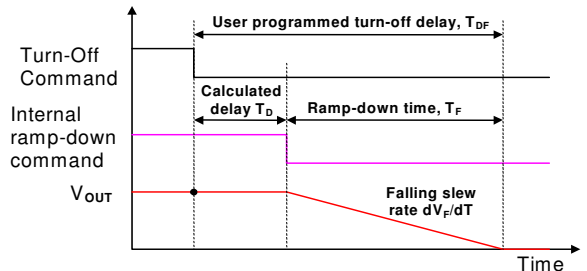 User programmed turn-off delay, TDF
Turn-Off
Command
Calculated
delay TD
Ramp-down time, TF
Internal
ramp-down
command
VOUT
Falling slew
rate dVF/dT
Time